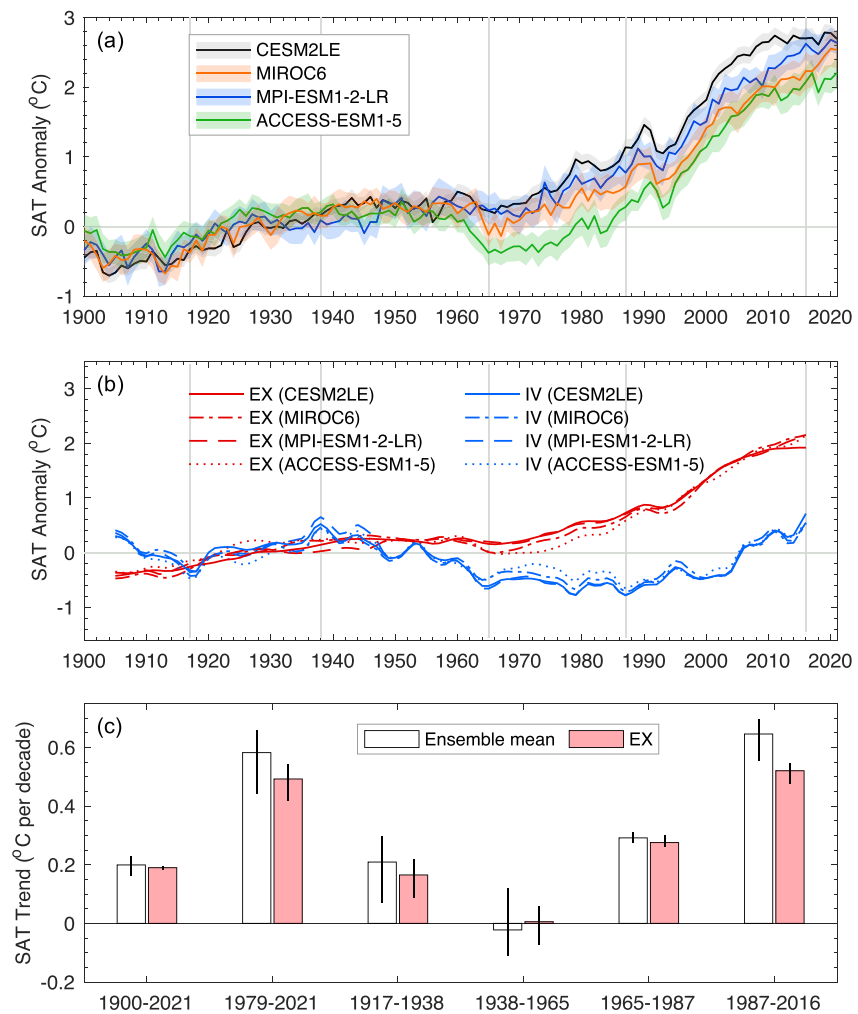 (a)
CESM2LE
MIROC6
MPI-ESM1-2-LR
ACCESS-ESM1-5
SAT Anomaly (⁰C)
3
2
1
0
-1
1900 1910 1920 1930 1940 1950 1960 1970 1980 1990 2000 2010 2020
(b)
EX (CESM2LE) IV (CESM2LE)
EX (MIROC6) IV (MIROC6)
EX (MPI-ESM1-2-LR) IV (MPI-ESM1-2-LR)
EX (ACCESS-ESM1-5) IV (ACCESS-ESM1-5)
SAT Anomaly (⁰C)
3
2
1
0
-1
1900 1910 1920 1930 1940 1950 1960 1970 1980 1990 2000 2010 2020
(c)
Ensemble mean EX
SAT Trend (⁰C per decade)
0.6
0.4
0.2
0
-0.2
1900-2021 1979-2021 1917-1938 1938-1965 1965-1987 1987-2016